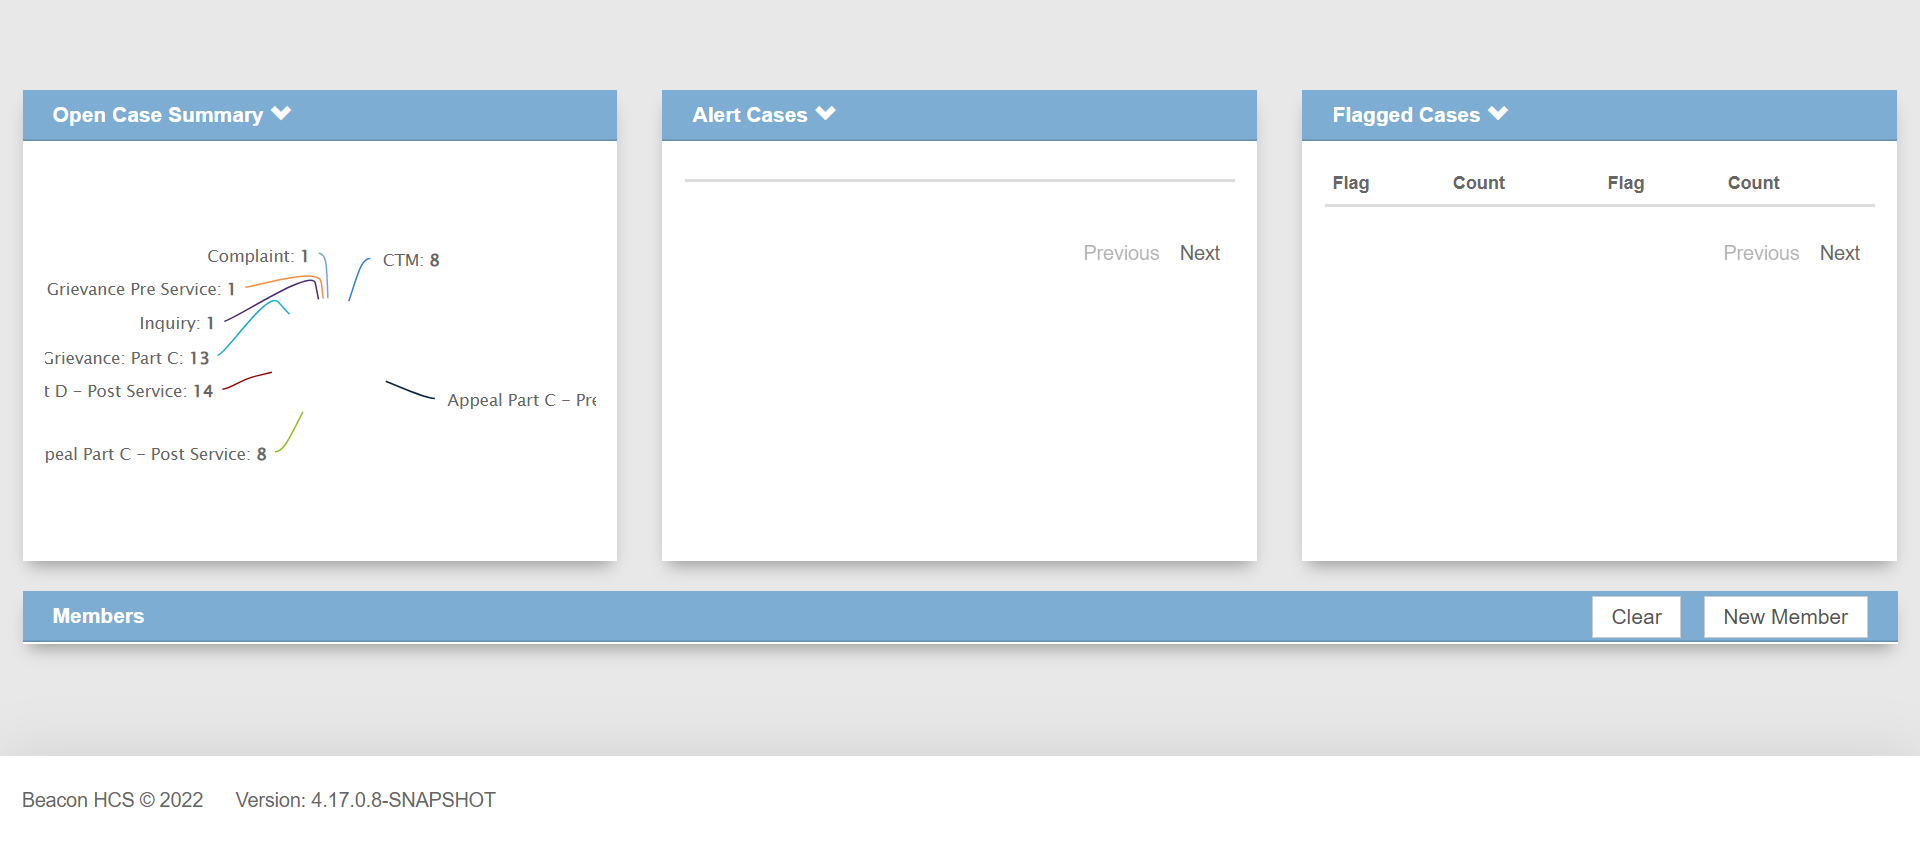 Open Case Summary
Complaint: 1
CTM: 8
Grievance Pre Service: 1
Inquiry: 1
Grievance: Part C: 13
t D - Post Service: 14
Appeal Part C - Pre
peal Part C - Post Service: 8
Alert Cases
Previous Next
Flagged Cases
Flag Count Flag Count
Previous Next
Members Clear New Member
Beacon HCS © 2022 Version: 4.17.0.8-SNAPSHOT